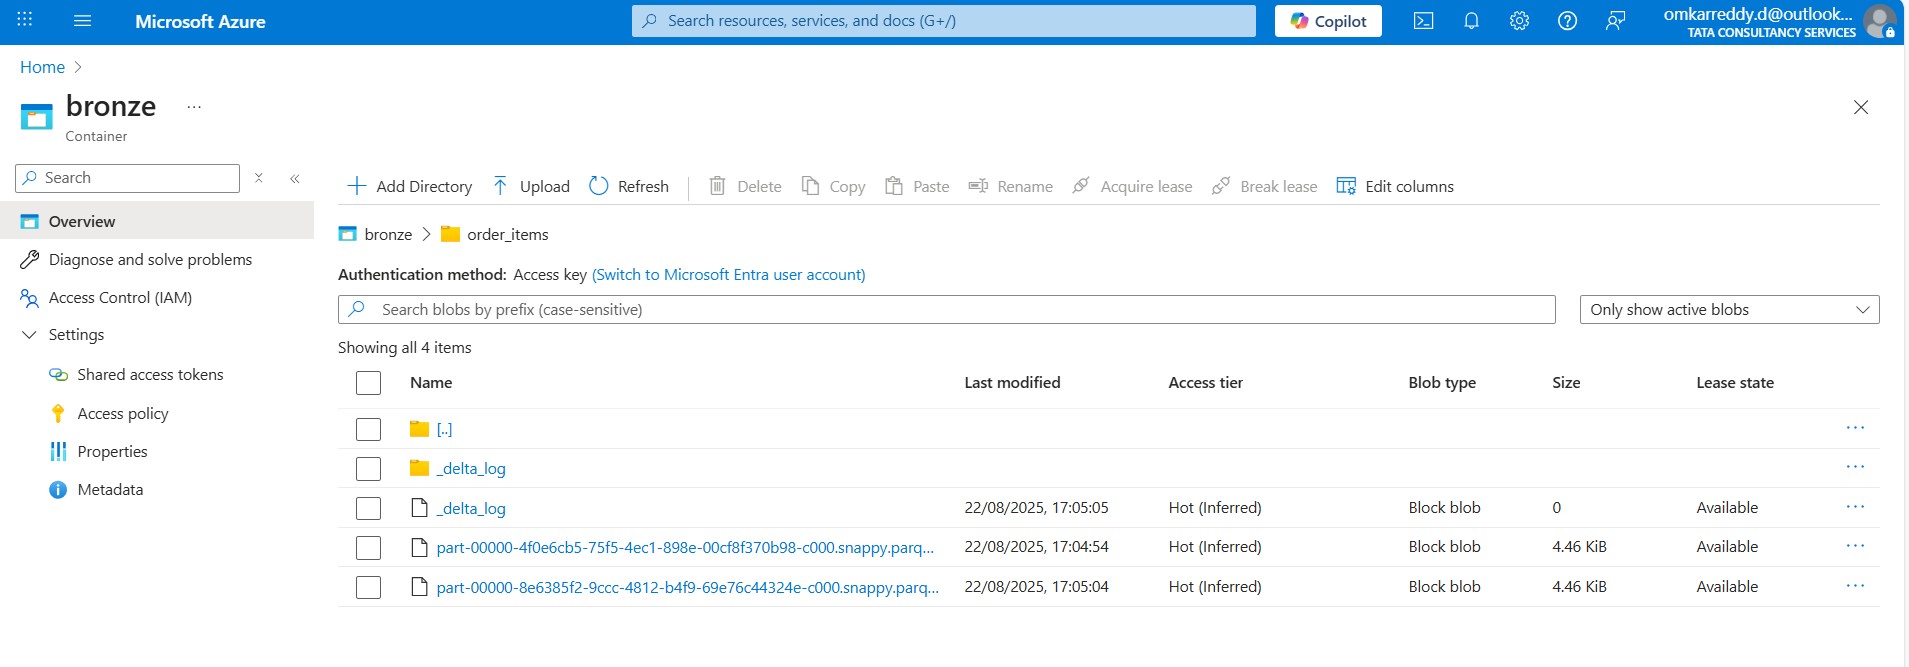 Microsoft Azure
Search resources, services, and docs (G+/)
Copilot
omkarreddy.d@outlook...
TATA CONSULTANCY SERVICES
Home
bronze
...
Container
Search
Overview
Diagnose and solve problems
Access Control (IAM)
Settings
Shared access tokens
Access policy
Properties
Metadata
Add Directory Upload Refresh Delete Copy Paste Rename Acquire lease Break lease Edit columns
bronze > order_items
Authentication method: Access key (Switch to Microsoft Entra user account)
Search blobs by prefix (case-sensitive)
Only show active blobs
Showing all 4 items
Name Last modified Access tier Blob type Size Lease state
[..] ...
_delta_log ...
_delta_log 22/08/2025, 17:05:05 Hot (Inferred) Block blob 0 Available ...
part-00000-4f0e6cb5-75f5-4ec1-898e-00cf8f370b98-c000.snappy.parq... 22/08/2025, 17:04:54 Hot (Inferred) Block blob 4.46 KiB Available ...
part-00000-8e6385f2-9ccc-4812-b4f9-69e76c44324e-c000.snappy.parq... 22/08/2025, 17:05:04 Hot (Inferred) Block blob 4.46 KiB Available ...